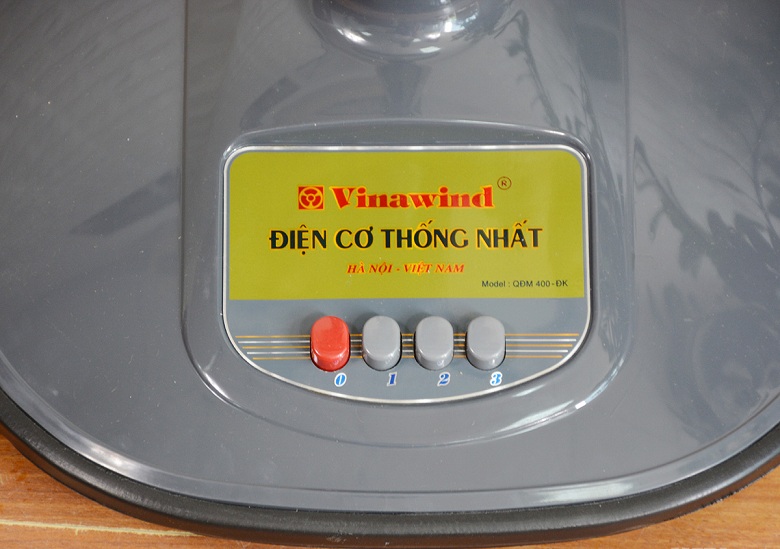 Vinawind ®
ĐIỆN CƠ THỐNG NHẤT
HÀ NỘI - VIỆT NAM
Model : QĐM 400-ĐK
0 1 2 3